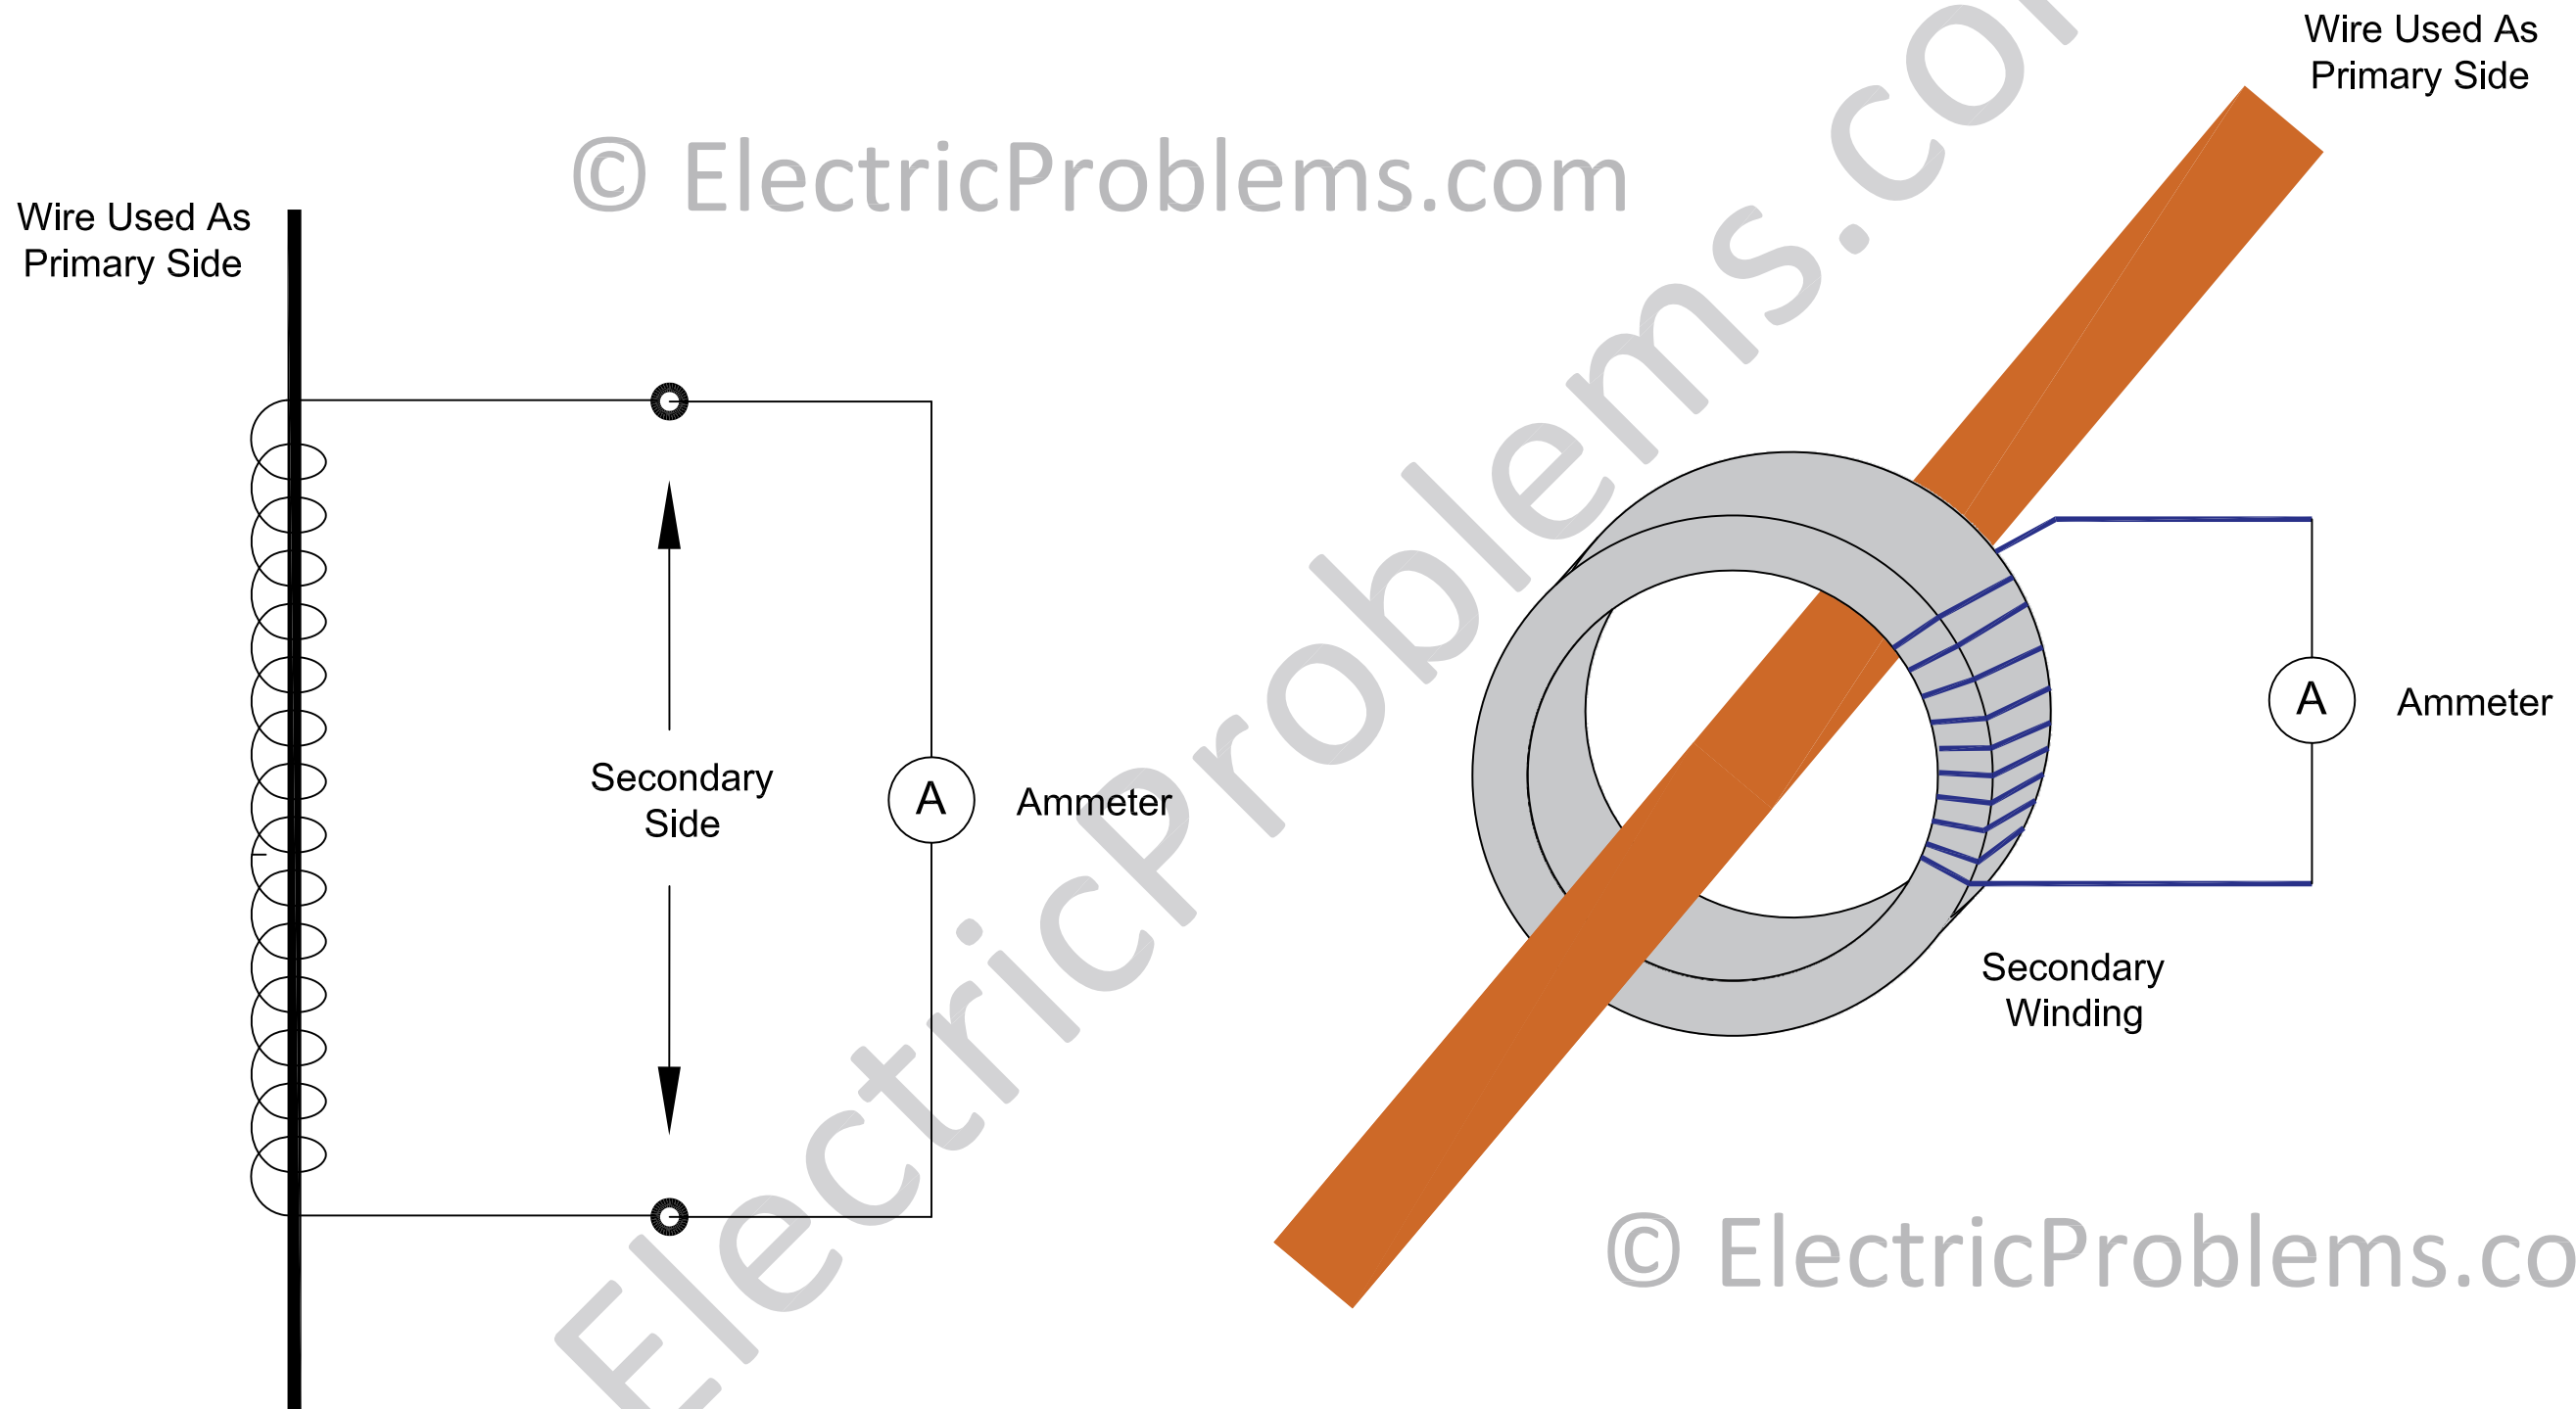 Wire Used As
Primary Side
© ElectricProblems.com
Wire Used As
Primary Side
Secondary
Side
A
Ammeter
A
Ammeter
Secondary
Winding
ElectricProblems.co
© ElectricProblems.co